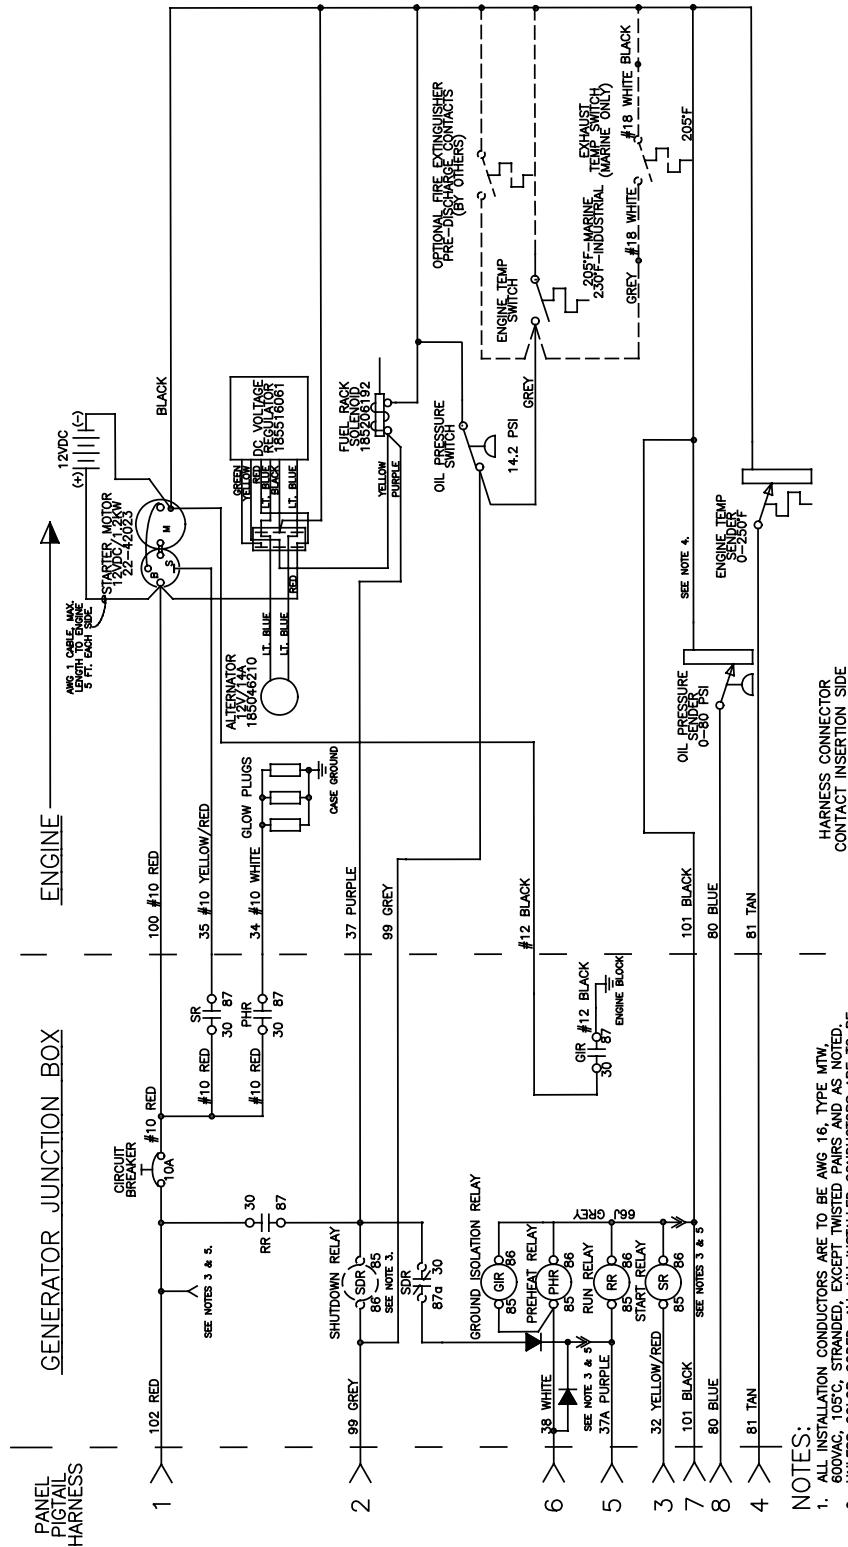 PANEL
PIGTAIL
HARNESS
GENERATOR JUNCTION BOX
ENGINE
1
102 RED
SEE NOTES 3 & 5.
CIRCUIT
BREAKER
10A
#10 RED
100 #10 RED
AWG 1 CABLE, MAX.
LENGTH TO ENGINE
5 FT. EACH SIDE.
STARTER MOTOR
12VDC/1.2KW
22-42023
B
S
M
12VDC
(+)
(-)
BLACK
30
RR
87
#10 RED
30
SR
87
35 #10 YELLOW/RED
#10 RED
30
PHR
87
34 #10 WHITE
GLOW PLUGS
CASE GROUND
ALTERNATOR
12V/14A
185046210
LT. BLUE
LT. BLUE
RED
GREEN
YELLOW
RED
LT. BLUE
BLACK
LT. BLUE
DC VOLTAGE
REGULATOR
185516061
2
99 GREY
SHUTDOWN RELAY
86
SDR
85
SEE NOTE 3.
37 PURPLE
YELLOW
PURPLE
FUEL RACK
SOLENOID
185206192
SDR
87a
30
99 GREY
OIL PRESSURE
SWITCH
14.2 PSI
OPTIONAL FIRE EXTINGUISHER
PRE-DISCHARGE CONTACTS
(BY OTHERS)
GREY
ENGINE TEMP
SWITCH
205°F-MARINE
230°F-INDUSTRIAL
EXHAUST
TEMP SWITCH
(MARINE ONLY)
GREY
#18 WHITE
#18 WHITE
BLACK
205°F
GROUND ISOLATION RELAY
85
GIR
86
#12 BLACK
GIR
30
87
#12 BLACK
ENGINE BLOCK
6
38 WHITE
PREHEAT RELAY
85
PHR
86
SEE NOTE 3 & 5
5
37A PURPLE
RUN RELAY
85
RR
86
66J GREY
3
32 YELLOW/RED
START RELAY
85
SR
86
7
101 BLACK
SEE NOTES 3 & 5
101 BLACK
SEE NOTE 4.
8
80 BLUE
80 BLUE
OIL PRESSURE
SENDER
0-80 PSI
4
81 TAN
81 TAN
ENGINE TEMP
SENDER
0-250°F
NOTES:
1. ALL INSTALLATION CONDUCTORS ARE TO BE AWG 16, TYPE MTW,
600VAC, 105°C, STRANDED, EXCEPT TWISTED PAIRS AND AS NOTED.
HARNESS CONNECTOR
CONTACT INSERTION SIDE